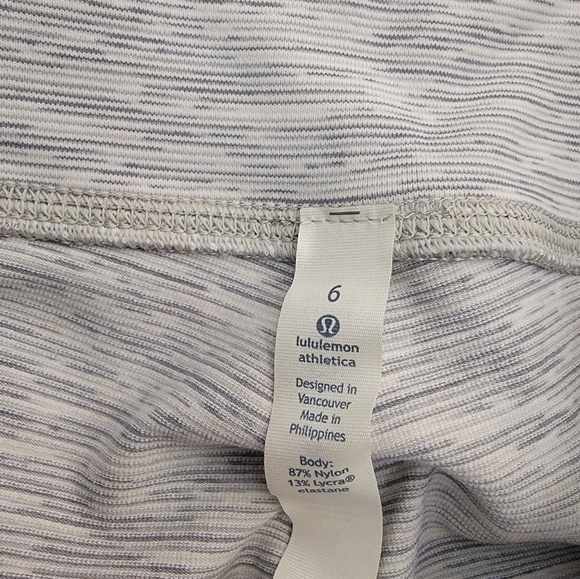 6
lululemon
athletica
Designed in
Vancouver
Made in
Philippines
Body:
87% Nylon
13% Lycra®
elastane